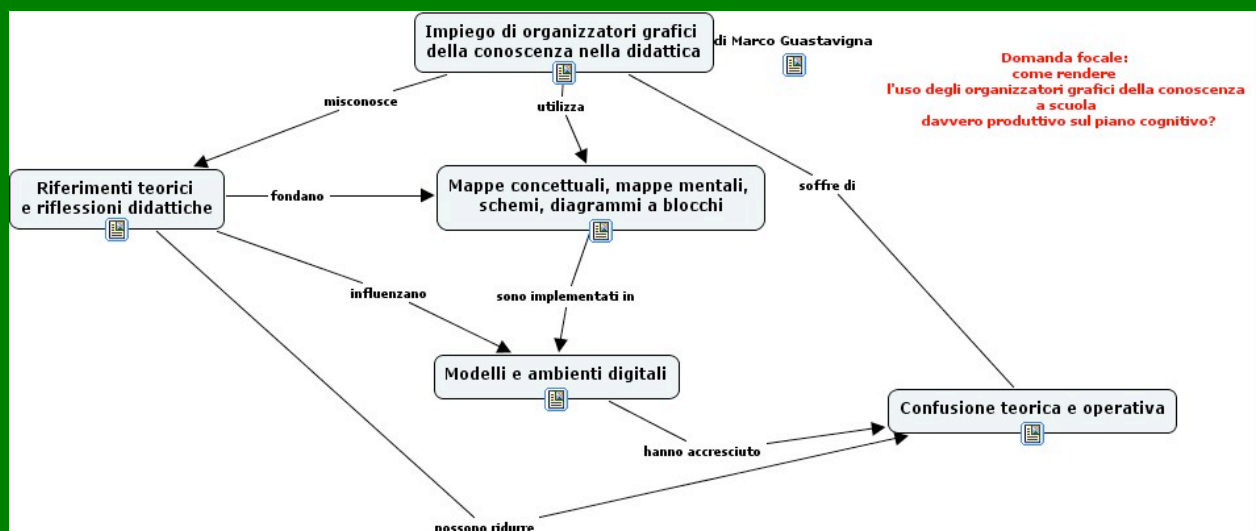 Impiego di organizzatori grafici
della conoscenza nella didattica
di Marco Guastavigna
Domanda focale:
come rendere
l'uso degli organizzatori grafici della conoscenza
a scuola
davvero produttivo sul piano cognitivo?
misconosce
utilizza
soffre di
Riferimenti teorici
e riflessioni didattiche
fondano
Mappe concettuali, mappe mentali,
schemi, diagrammi a blocchi
influenzano
sono implementati in
Modelli e ambienti digitali
Confusione teorica e operativa
hanno accresciuto
possono ridurre